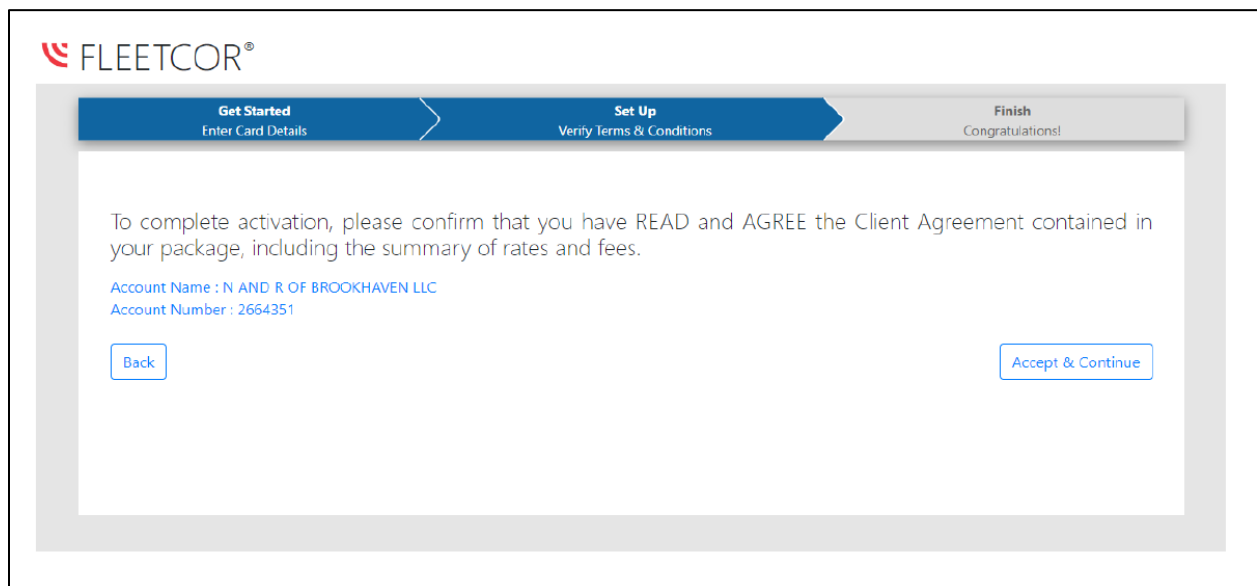 FLEETCOR®
Get Started
Enter Card Details
Set Up
Verify Terms & Conditions
Finish
Congratulations!
To complete activation, please confirm that you have READ and AGREE the Client Agreement contained in
your package, including the summary of rates and fees.
Account Name : N AND R OF BROOKHAVEN LLC
Account Number : 2664351
Back
Accept & Continue